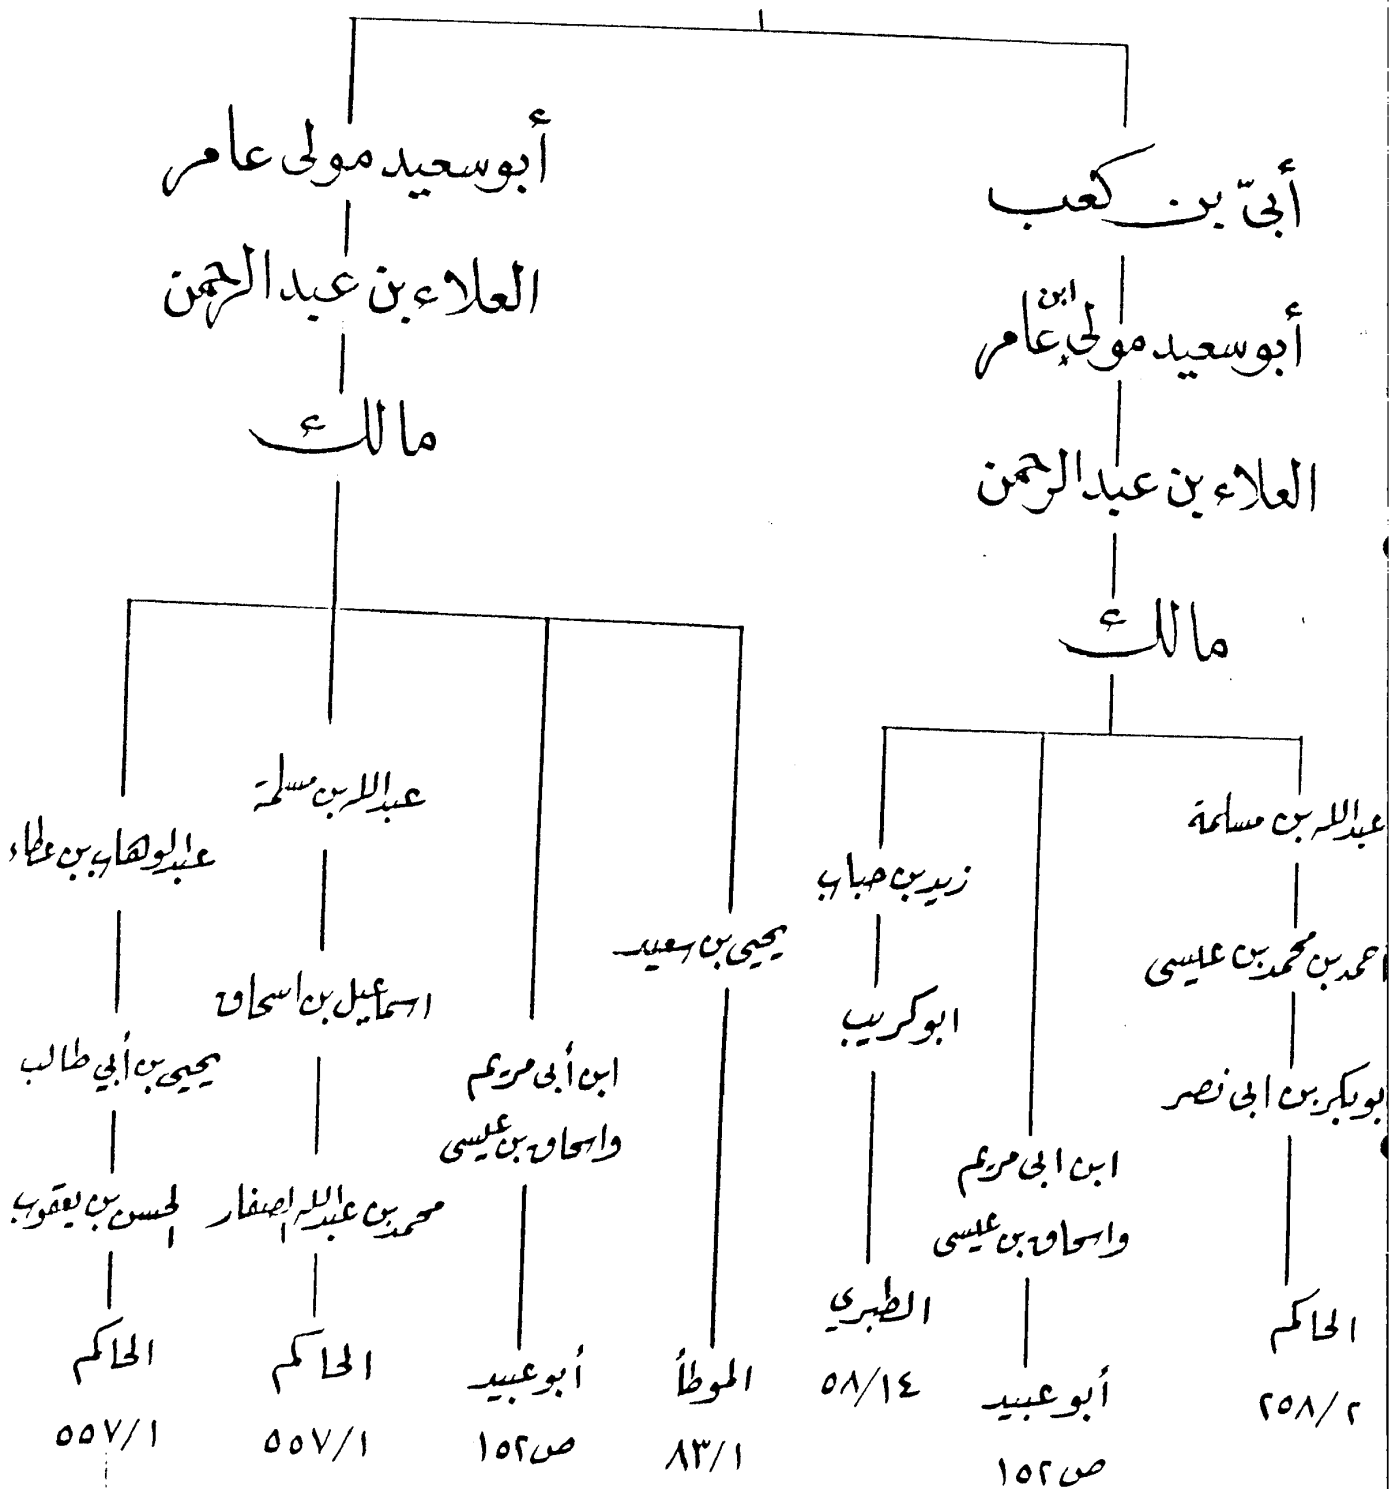 أبيّ بن كعب
أبو سعيد مولى ابن عامر
العلاء بن عبد الرحمن
مالك
عبد الله بن مسلمة
احمد بن محمد بن عيسى
بو بكر بن ابى نصر
الحاكم
٢٥٨/٢
ابن ابى مريم
واسحاق بن عيسى
أبو عبيد
ص ١٥٢
زيد بن حباب
ابو كريب
الطبري
٥٨/١٤
أبو سعيد مولى عامر
العلاء بن عبد الرحمن
مالك
يحيى بن سعيد
الموطأ
٨٣/١
ابن أبى مريم
واسحاق بن عيسى
أبو عبيد
ص ١٥٢
عبد الله بن مسلمة
اسماعيل بن اسحاق
محمد بن عبد الله الصفار
الحاكم
٥٥٧/١
عبد الوهاب بن عطاء
يحيى بن أبي طالب
الحسن بن يعقوب
الحاكم
٥٥٧/١